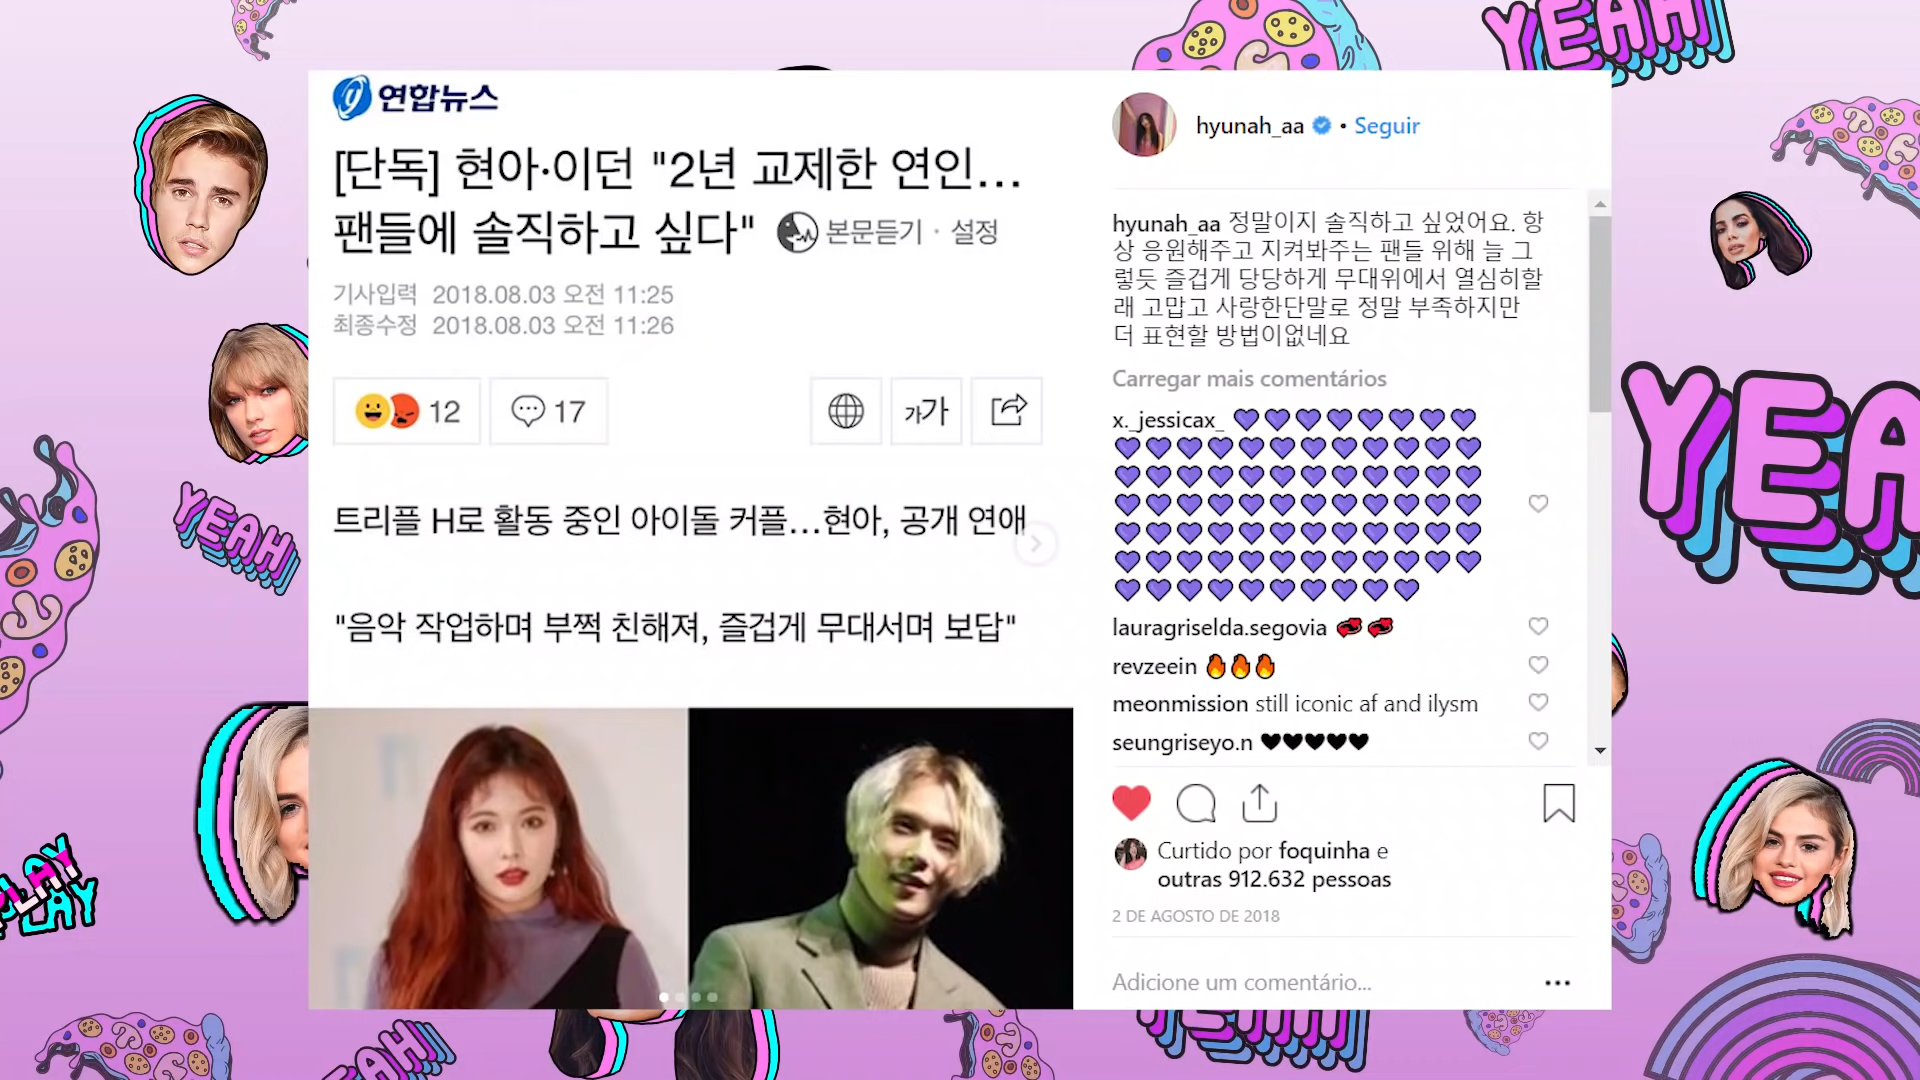 YEAH
연합뉴스
[단독] 현아·이던 "2년 교제한 연인...
팬들에 솔직하고 싶다" 본문듣기 · 설정
기사입력 2018.08.03 오전 11:25
최종수정 2018.08.03 오전 11:26
12
17
가가
트리플 H로 활동 중인 아이돌 커플...현아, 공개 연애
"음악 작업하며 부쩍 친해져, 즐겁게 무대서며 보답"
hyunah_aa • Seguir
hyunah_aa 정말이지 솔직하고 싶었어요. 항
상 응원해주고 지켜봐주는 팬들 위해 늘 그
렇듯 즐겁게 당당하게 무대위에서 열심히할
래 고맙고 사랑한단말로 정말 부족하지만
더 표현할 방법이없네요
Carregar mais comentários
x._jessicax_ 💜💜💜💜💜💜💜💜
💜💜💜💜💜💜💜💜💜💜💜💜
💜💜💜💜💜💜💜💜💜💜💜💜
💜💜💜💜💜💜💜💜💜💜💜💜
💜💜💜💜💜💜💜💜💜💜💜💜
💜💜💜💜💜💜💜💜💜💜💜💜
💜💜💜💜💜💜💜💜💜💜
lauragriselda.segovia 💞💞
revzeein 🔥🔥🔥
meonmission still iconic af and ilysm
seungriseyo.n 🖤🖤🖤🖤🖤
Curtido por foquinha e
outras 912.632 pessoas
2 DE AGOSTO DE 2018
Adicione um comentário...
YEAH
YEA
PLAY
PLAY
YEAH
YEAH